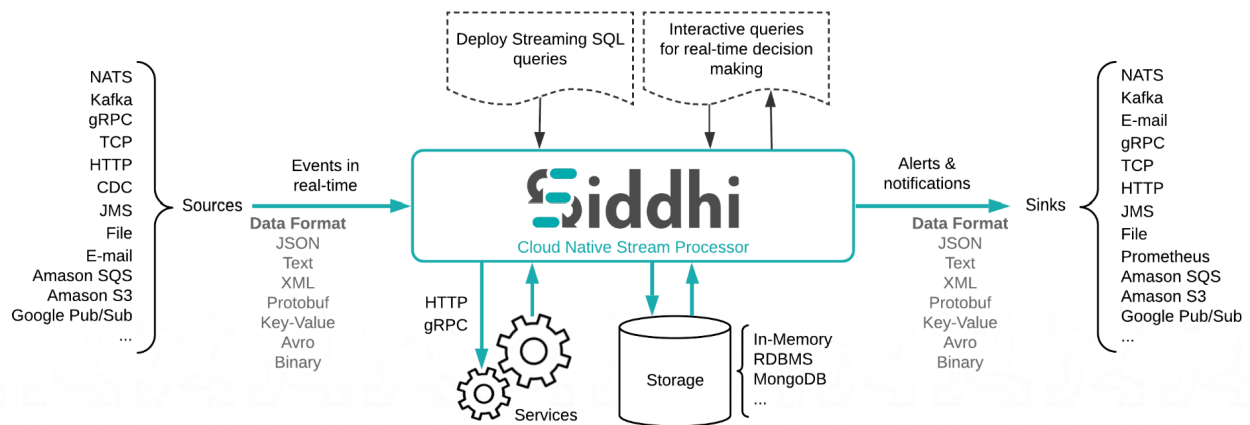 Deploy Streaming SQL
queries
Interactive queries
for real-time decision
making
NATS
Kafka
gRPC
TCP
HTTP
CDC
JMS
File
E-mail
Amason SQS
Amason S3
Google Pub/Sub
...
Sources
Events in
real-time
Data Format
JSON
Text
XML
Protobuf
Key-Value
Avro
Binary
Siddhi
Cloud Native Stream Processor
HTTP
gRPC
Services
Storage
In-Memory
RDBMS
MongoDB
...
Alerts &
notifications
Data Format
JSON
Text
XML
Protobuf
Key-Value
Avro
Binary
Sinks
NATS
Kafka
E-mail
gRPC
TCP
HTTP
JMS
File
Prometheus
Amason SQS
Amason S3
Google Pub/Sub
...